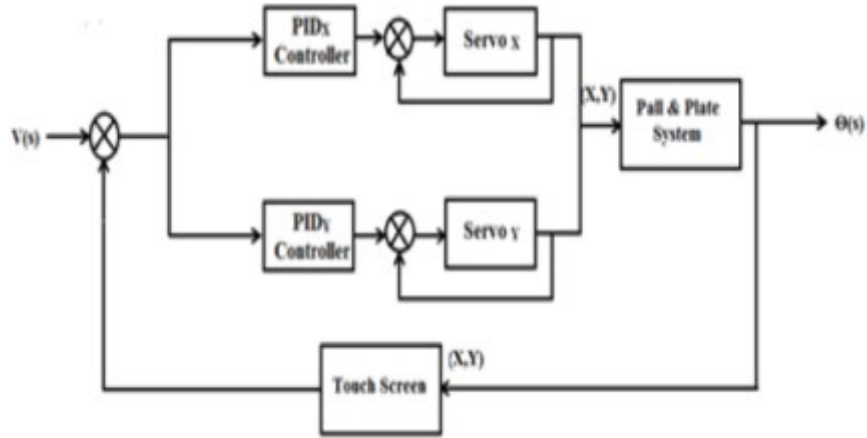 PIDX
Controller
Servo X
(X,Y)
Pall & Plate
System
V(s)
Θ(s)
PIDY
Controller
Servo Y
(X,Y)
Touch Screen